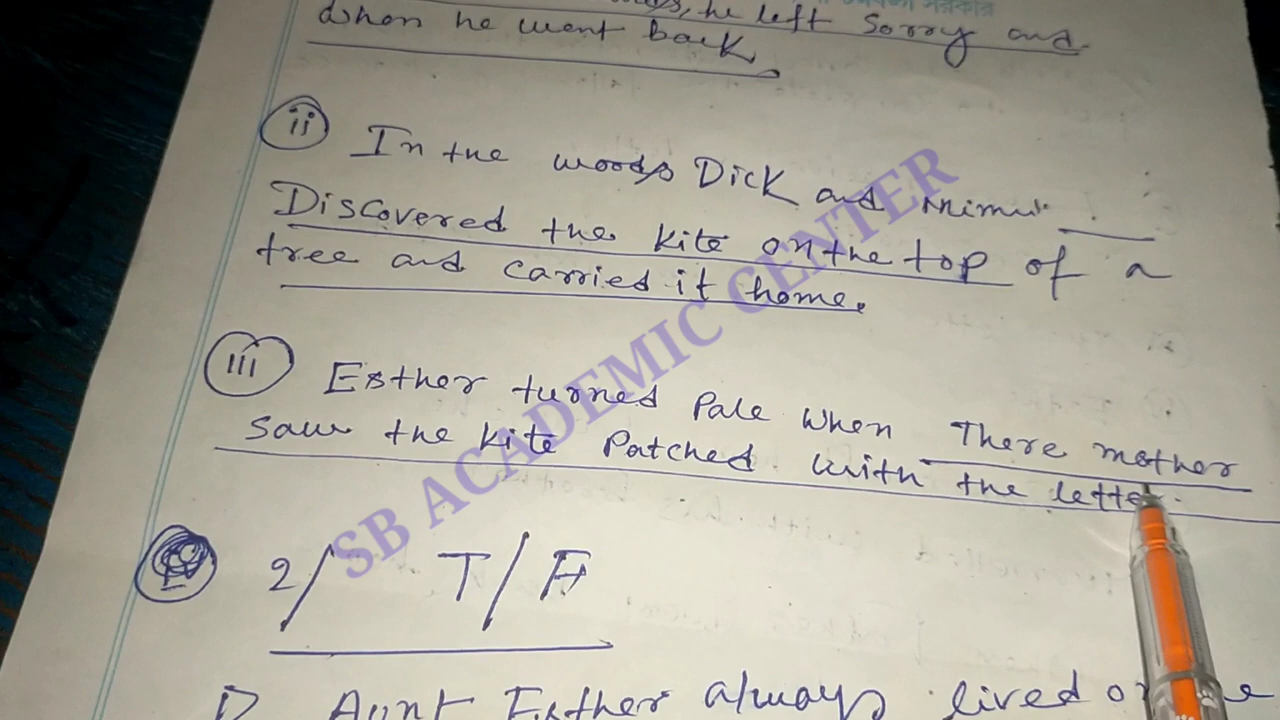 he left Sorry and
when he went back
ii In the woods Dick and
Discovered the kite on the top of a
tree and carried it home.
iii Esther turned Pale When There mother
Saw the kite Patched with the letter.
2/ T/F
Aunt Esther always lived
SB ACADEMIC CENTER